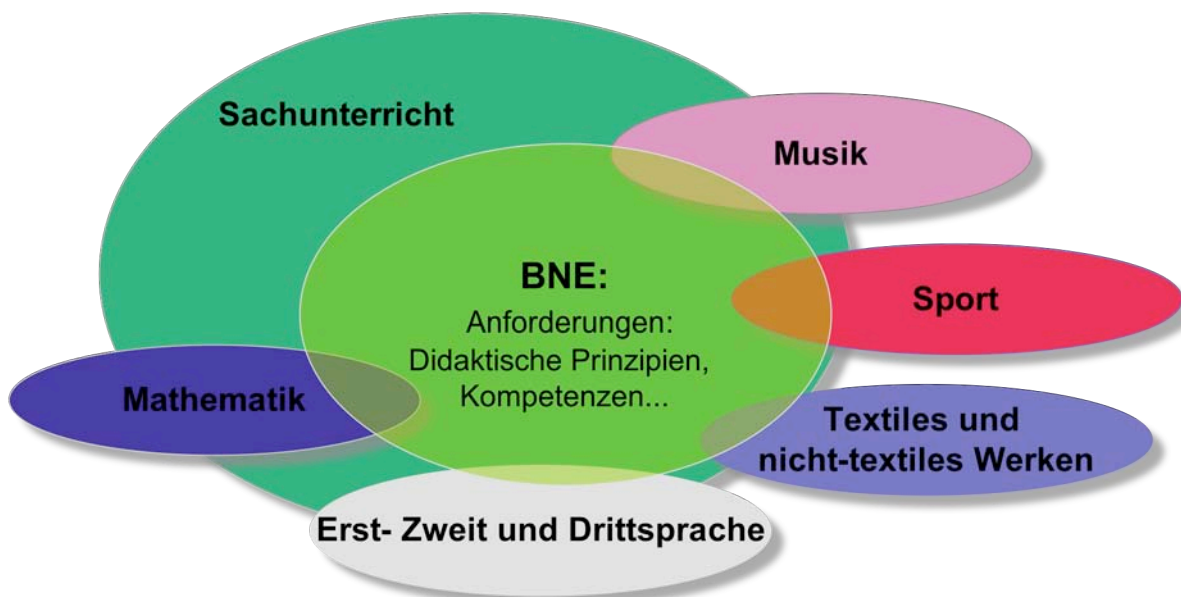 Sachunterricht
Musik
BNE:
Anforderungen:
Didaktische Prinzipien,
Kompetenzen...
Sport
Mathematik
Textiles und
nicht-textiles Werken
Erst- Zweit und Drittsprache